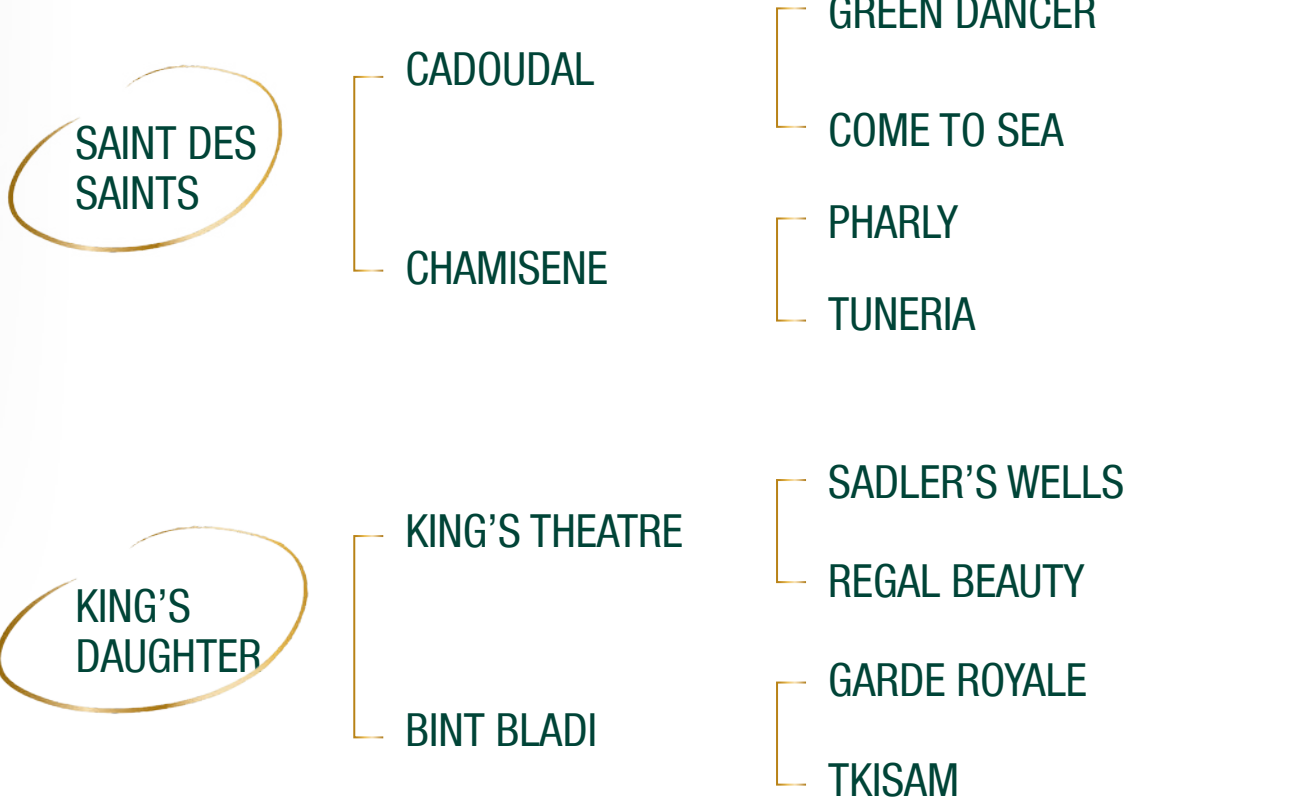 GREEN DANCER
CADOUDAL
COME TO SEA
SAINT DES
SAINTS
PHARLY
CHAMISENE
TUNERIA
SADLER’S WELLS
KING’S THEATRE
REGAL BEAUTY
KING’S
DAUGHTER
GARDE ROYALE
BINT BLADI
TKISAM